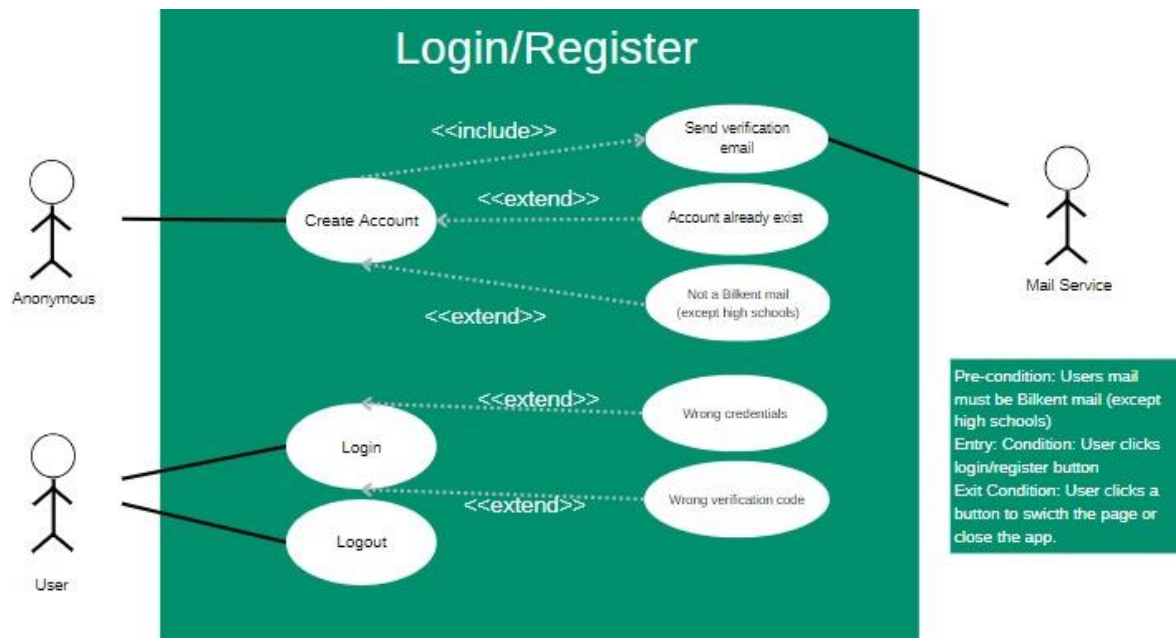 Login/Register
<<include>>
Send verification
email
<<extend>>
Create Account
Account already exist
Anonymous
Mail Service
Not a Bilkent mail
(except high schools)
<<extend>>
Pre-condition: Users mail
must be Bilkent mail (except
high schools)
Entry: Condition: User clicks
login/register button
Exit Condition: User clicks a
button to swicth the page or
close the app.
<<extend>>
Wrong credentials
Login
Wrong verification code
<<extend>>
Logout
User